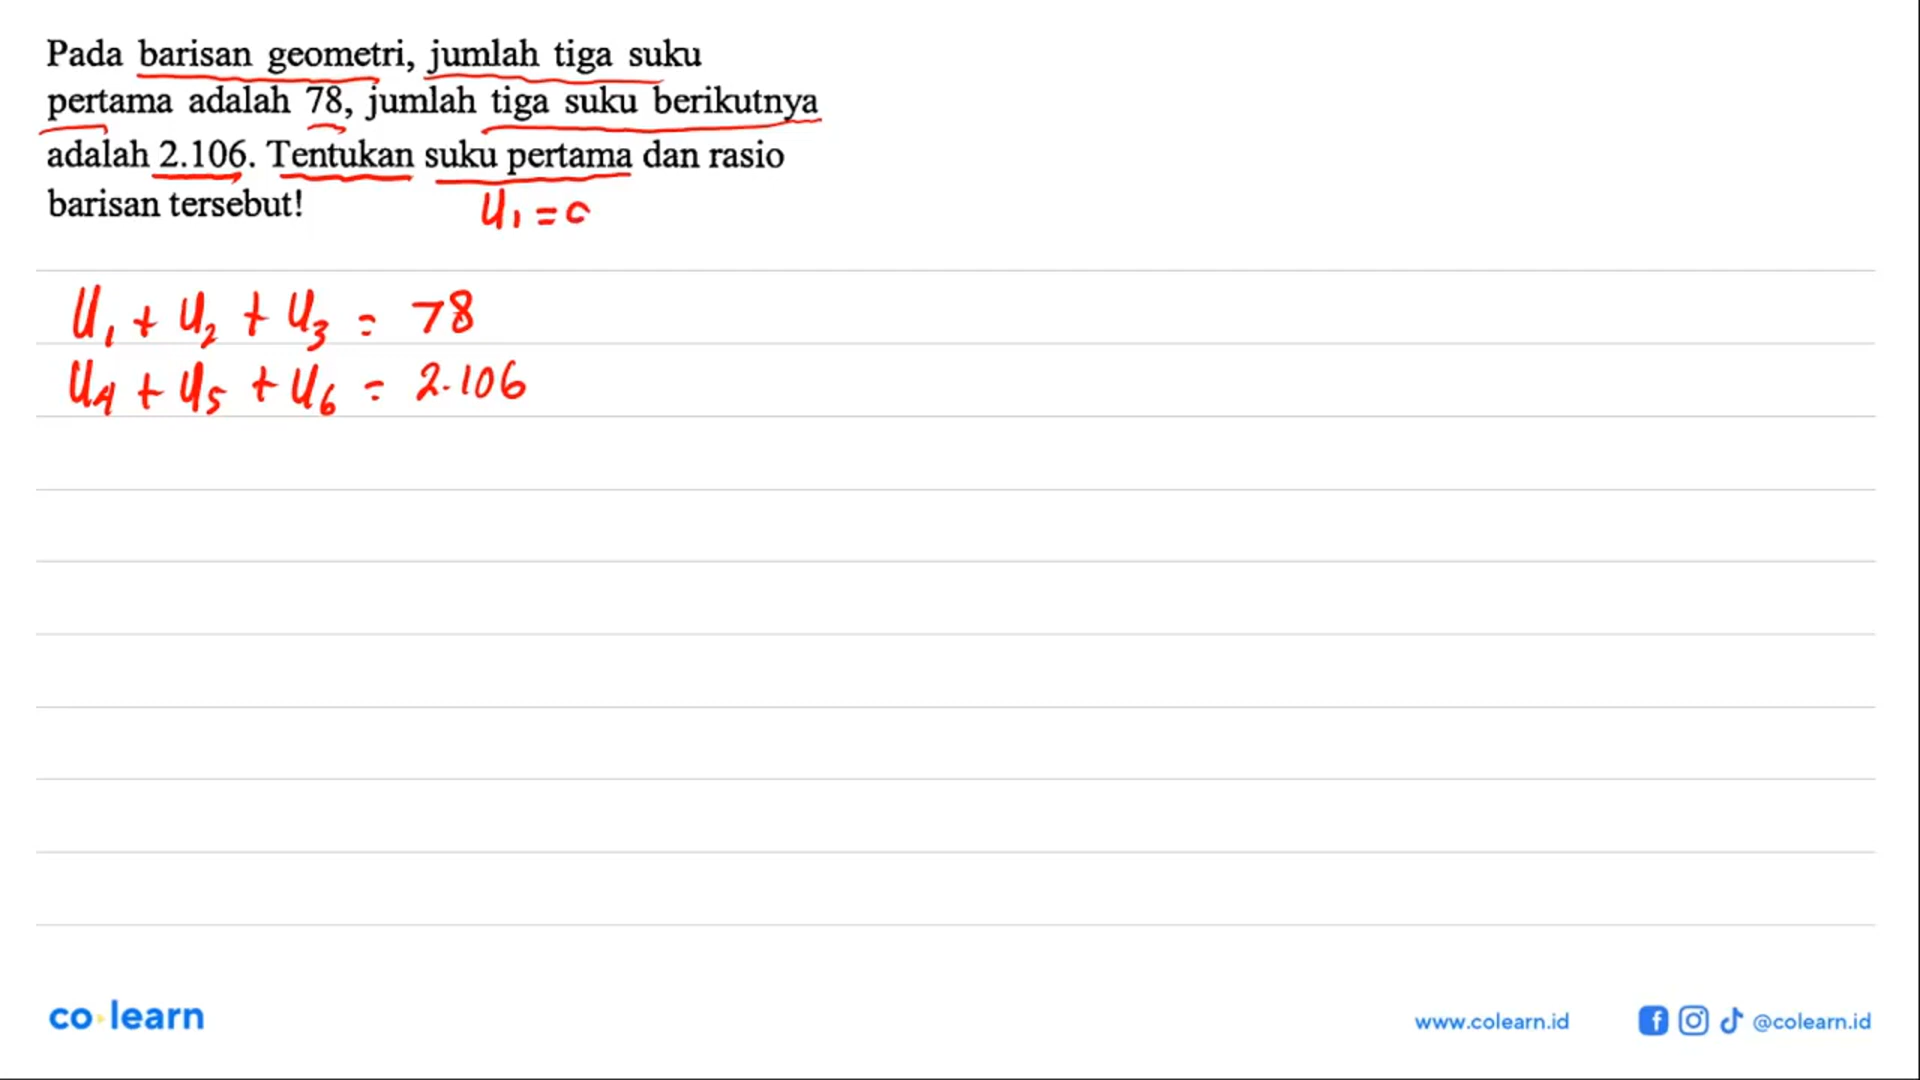 Pada barisan geometri, jumlah tiga suku
pertama adalah 78, jumlah tiga suku berikutnya
adalah 2.106. Tentukan suku pertama dan rasio
barisan tersebut!
U₁ = c
U₁ + U₂ + U₃ = 78
U₄ + U₅ + U₆ = 2.106
co learn
www.colearn.id
@colearn.id